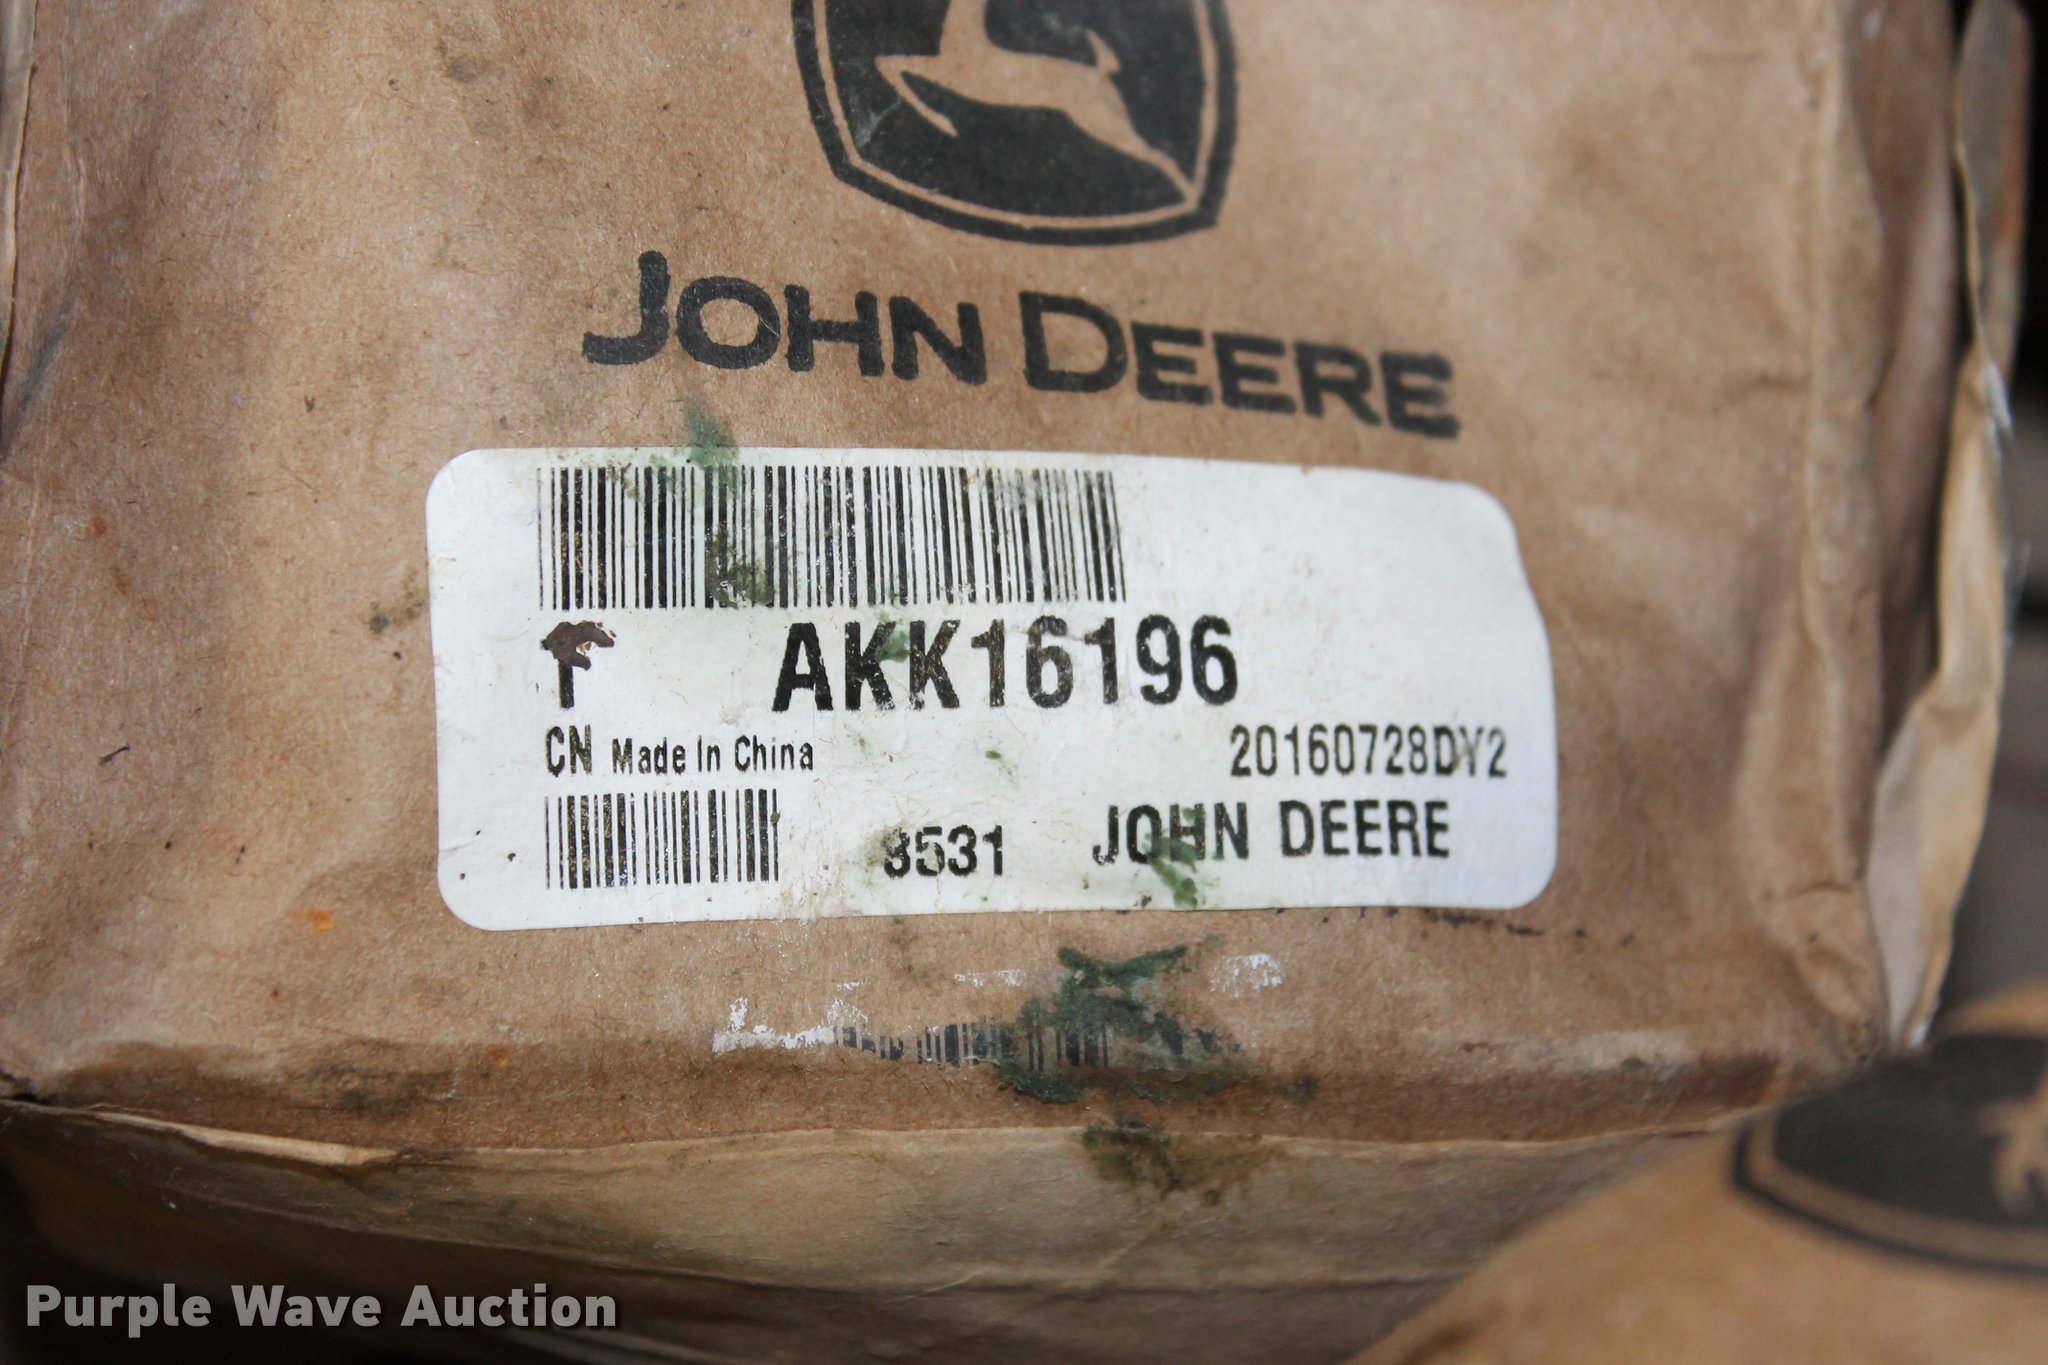 JOHN DEERE
AKK16196
CN Made In China
20160728DY2
3531 JOHN DEERE
Purple Wave Auction